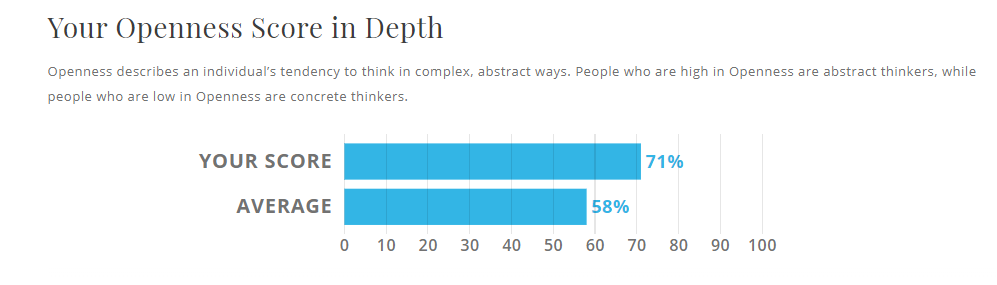 Your Openness Score in Depth
Openness describes an individual’s tendency to think in complex, abstract ways. People who are high in Openness are abstract thinkers, while
people who are low in Openness are concrete thinkers.
YOUR SCORE 71%
AVERAGE 58%
0 10 20 30 40 50 60 70 80 90 100